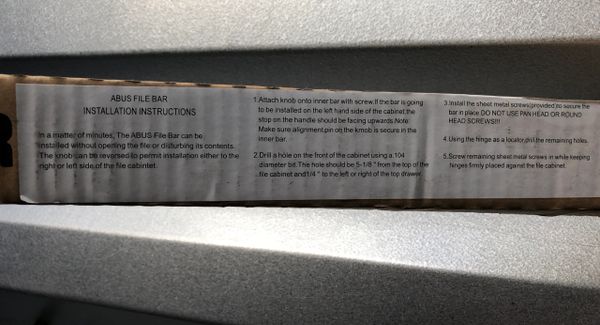 ABUS FILE BAR
INSTALLATION INSTRUCTIONS
In a matter of minutes, The ABUS File Bar can be
installed without opening the file or disturbing its contents.
The knob can be reversed to permit installation either to the
right or left side of the file cabintet.
1.Attach knob onto inner bar with screw.If the bar is going
to be installed on the left hand side of the cabinet,the
stop on the handle should be facing upwards.Note:
Make sure alignment pin on the kmob is secure in the
inner bar.
2.Drill a hole on the front of the cabinet using a 104
diameter bit.This hole should be 5-1/8 " from the top of the
file cabinet and1/4 " to the left or right of the top drawer.
3.Install the sheet metal screws(provided)to secure the
bar in place DO NOT USE PAN HEAD OR ROUND
HEAD SCREWS!!!
4.Using the hinge as a locator,drill the remaining holes.
5.Screw remaining sheet metal screws in while keeping
hinges firmly placed against the file cabinet.